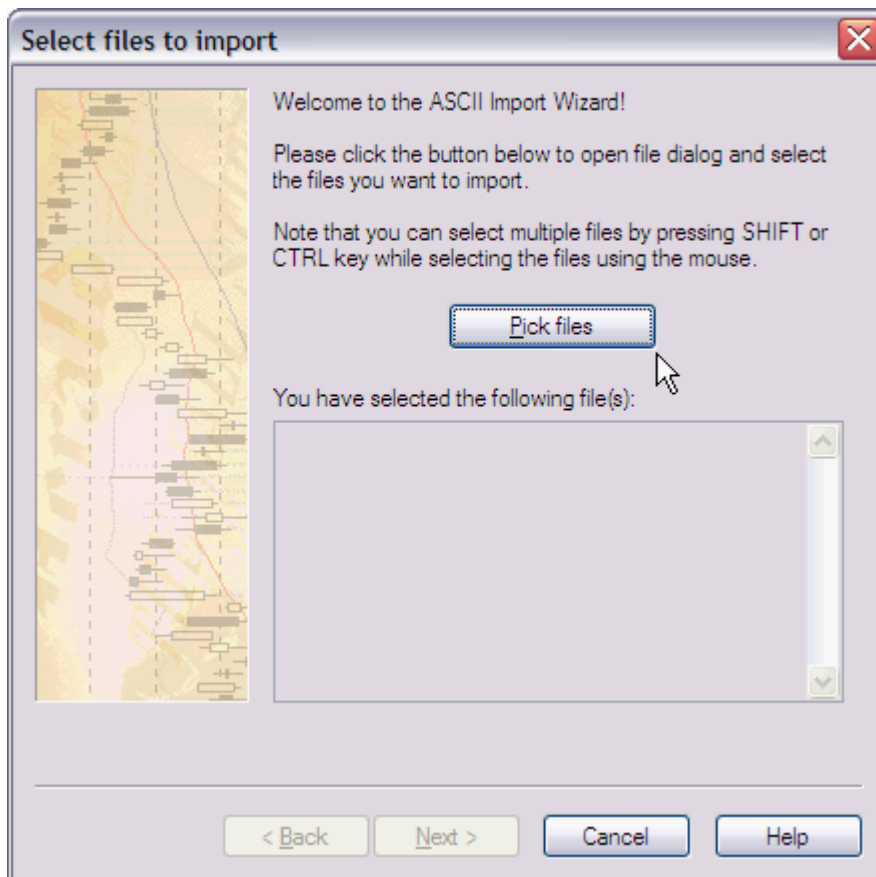 Select files to import
Welcome to the ASCII Import Wizard!
Please click the button below to open file dialog and select
the files you want to import.
Note that you can select multiple files by pressing SHIFT or
CTRL key while selecting the files using the mouse.
Pick files
You have selected the following file(s):
< Back
Next >
Cancel
Help